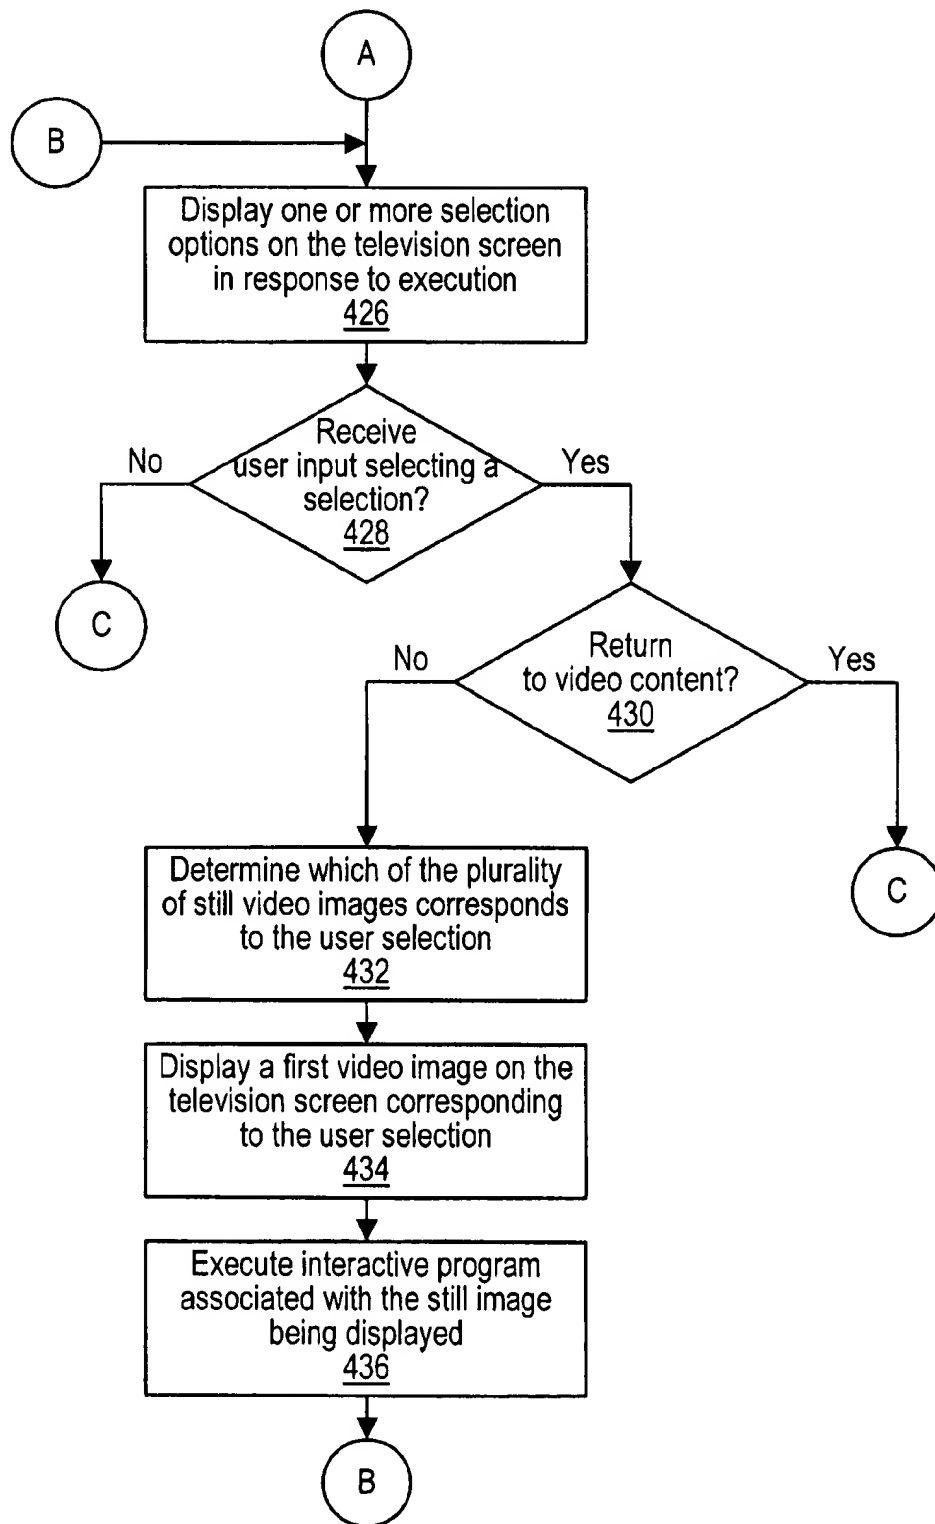 A
B
Display one or more selection
options on the television screen
in response to execution
426
Receive
user input selecting a
selection?
428
No
Yes
C
Return
to video content?
430
No
Yes
C
Determine which of the plurality
of still video images corresponds
to the user selection
432
Display a first video image on the
television screen corresponding
to the user selection
434
Execute interactive program
associated with the still image
being displayed
436
B